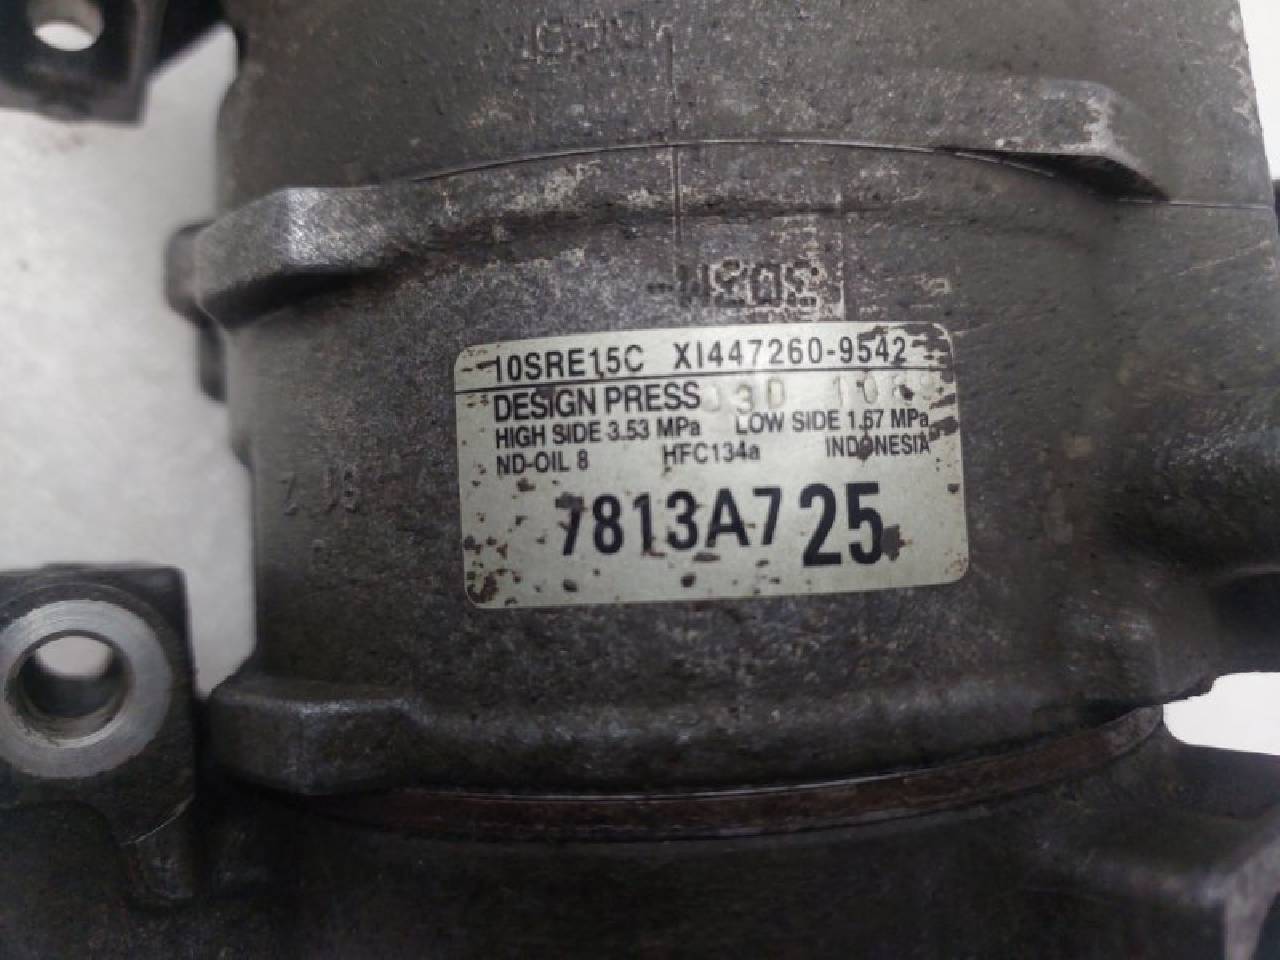 10SRE15C XI447260-9542
DESIGN PRESS
HIGH SIDE 3.53 MPa LOW SIDE 1.67 MPa
ND-OIL 8 HFC134a INDONESIA
7813A725